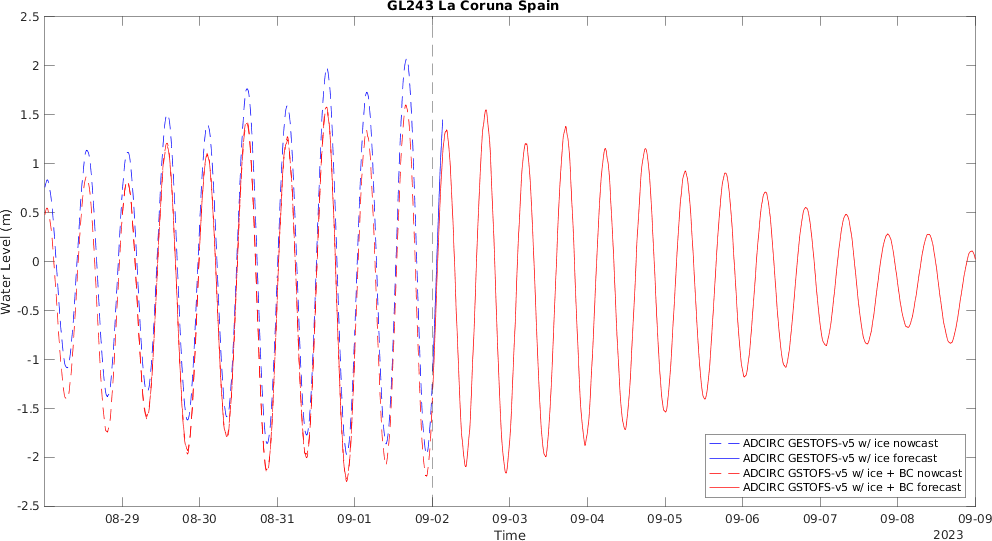 GL243 La Coruna Spain
2.5
2
1.5
1
0.5
0
-0.5
-1
-1.5
-2
-2.5
Water Level (m)
ADCIRC GESTOFS-v5 w/ ice nowcast
ADCIRC GESTOFS-v5 w/ ice forecast
ADCIRC GSTOFS-v5 w/ ice + BC nowcast
ADCIRC GSTOFS-v5 w/ ice + BC forecast
08-29 08-30 08-31 09-01 09-02 09-03 09-04 09-05 09-06 09-07 09-08 09-09
Time
2023